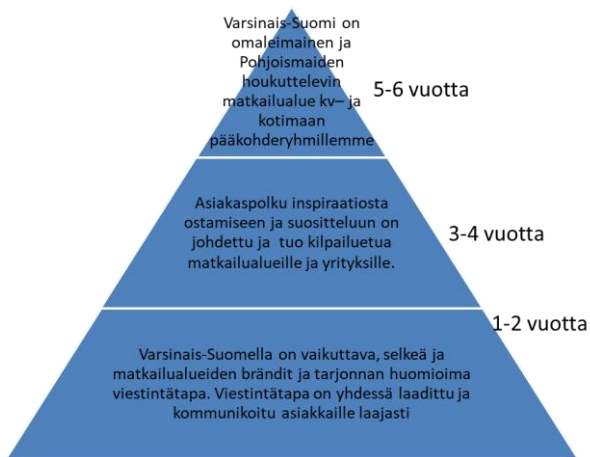 Varsinais-Suomi on
omaleimainen ja
Pohjoismaiden
houkuttelevin
matkailualue kv– ja
kotimaan
pääkohderyhmillemme
5-6 vuotta
Asiakaspolku inspiraatiosta
ostamiseen ja suositteluun on
johdettu ja tuo kilpailuetua
matkailualueille ja yrityksille.
3-4 vuotta
1-2 vuotta
Varsinais-Suomella on vaikuttava, selkeä ja
matkailualueiden brändit ja tarjonnan huomioima
viestintätapa. Viestintätapa on yhdessä laadittu ja
kommunikoitu asiakkaille laajasti